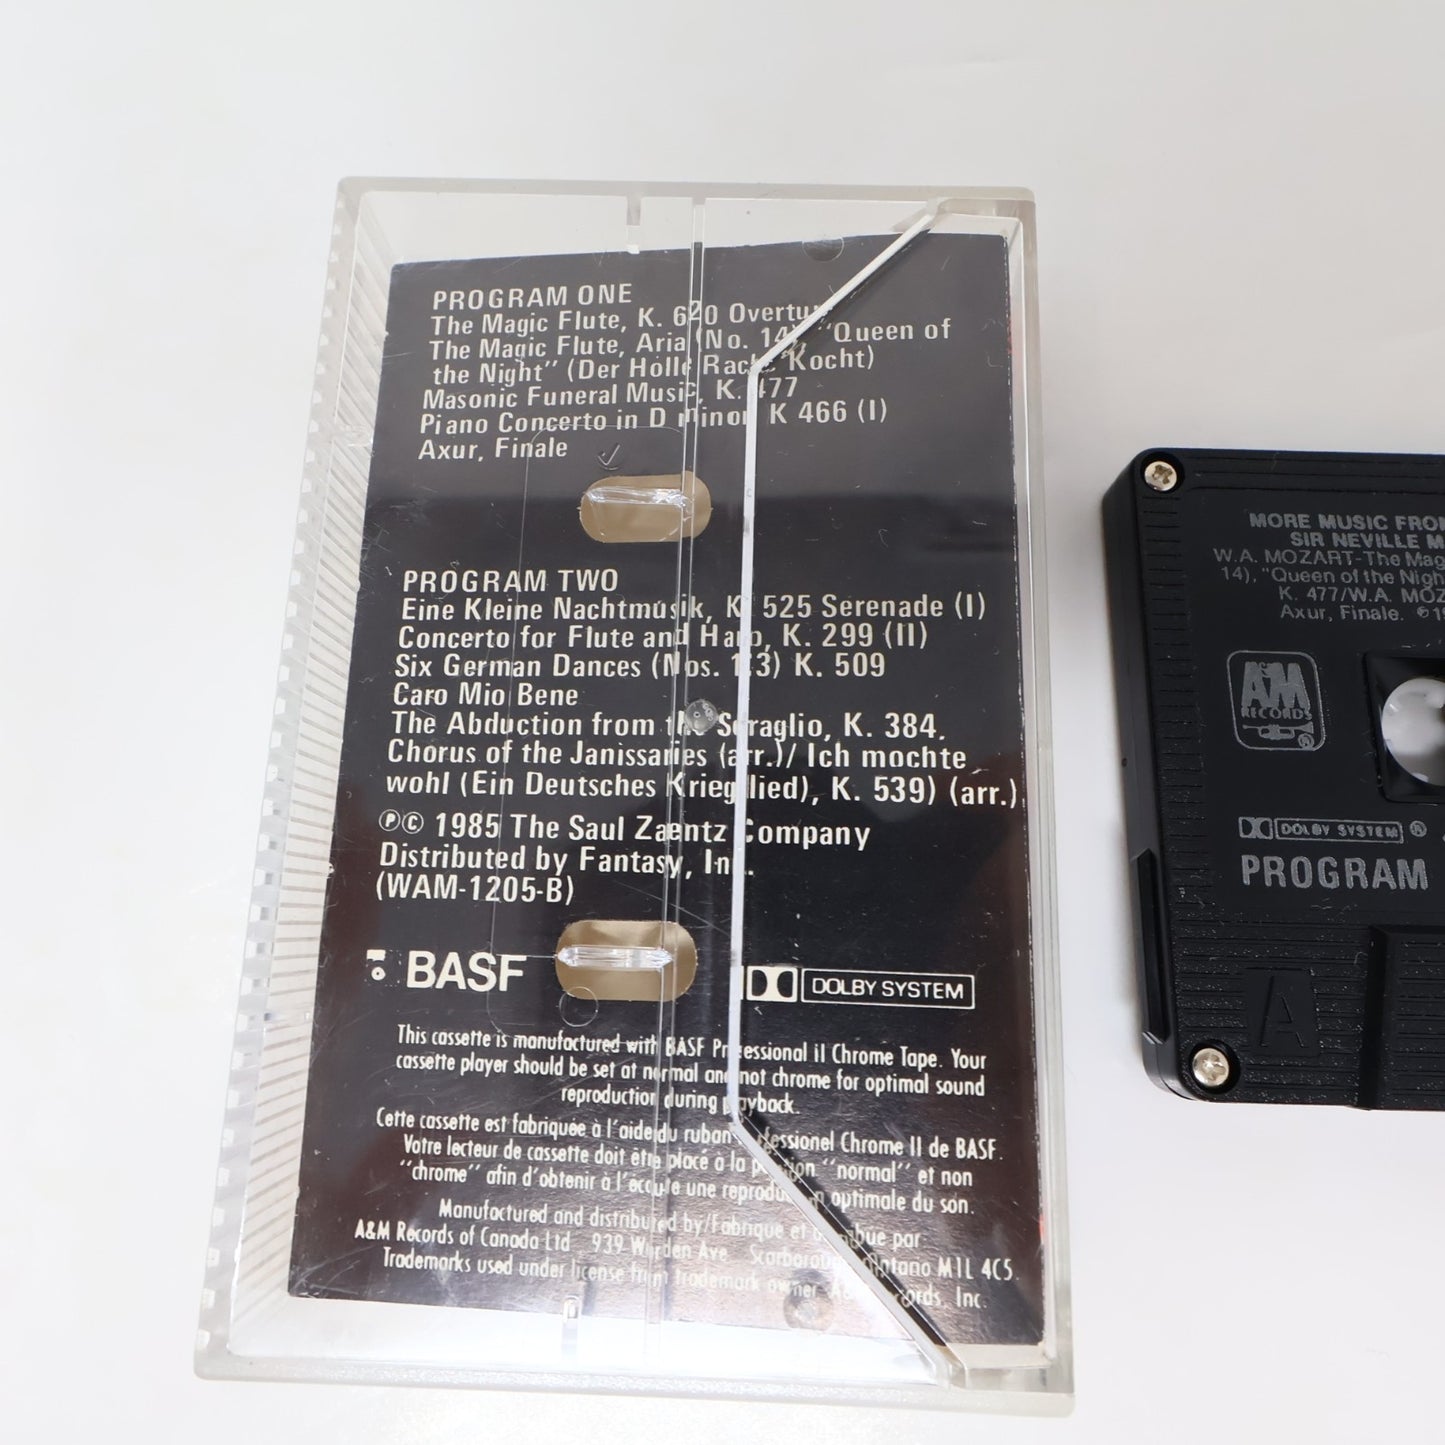 PROGRAM ONE
The Magic Flute, K. 620 Overtu
The Magic Flute, Aria (No. 14), "Queen of
the Night" (Der Holle Rache Kocht)
Masonic Funeral Music, K. 477
Piano Concerto in D minor K 466 (I)
Axur, Finale
PROGRAM TWO
Eine Kleine Nachtmusik, K. 525 Serenade (I)
Concerto for Flute and Harp, K. 299 (II)
Six German Dances (Nos. 1-3) K. 509
Caro Mio Bene
The Abduction from the Seraglio, K. 384.
Chorus of the Janissaries (arr.)/ Ich mochte
wohl (Ein Deutsches Kriegslied), K. 539) (arr.)
℗© 1985 The Saul Zaentz Company
Distributed by Fantasy, Inc.
(WAM-1205-B)
BASF
DOLBY SYSTEM
This cassette is manufactured with BASF Professional II Chrome Tape. Your
cassette player should be set at normal and not chrome for optimal sound
reproduction during playback.
Cette cassette est fabriquée à l'aide du ruban Professionel Chrome II de BASF.
Votre lecteur de cassette doit être placé à la position "normal" et non
"chrome" afin d'obtenir à l'écoute une reproduction optimale du son.
Manufactured and distributed by/Fabrique et distribue par
A&M Records of Canada Ltd 939 Warden Ave Scarborough Ontario M1L 4C5.
Trademarks used under license from trademark owner A&M Records, Inc.
MORE MUSIC FROM
SIR NEVILLE M
W.A. MOZART-The Mag
14), "Queen of the Nigh
K. 477/W.A. MOZ
Axur, Finale. ℗1
A&M
RECORDS
®
DOLBY SYSTEM ®
PROGRAM
A